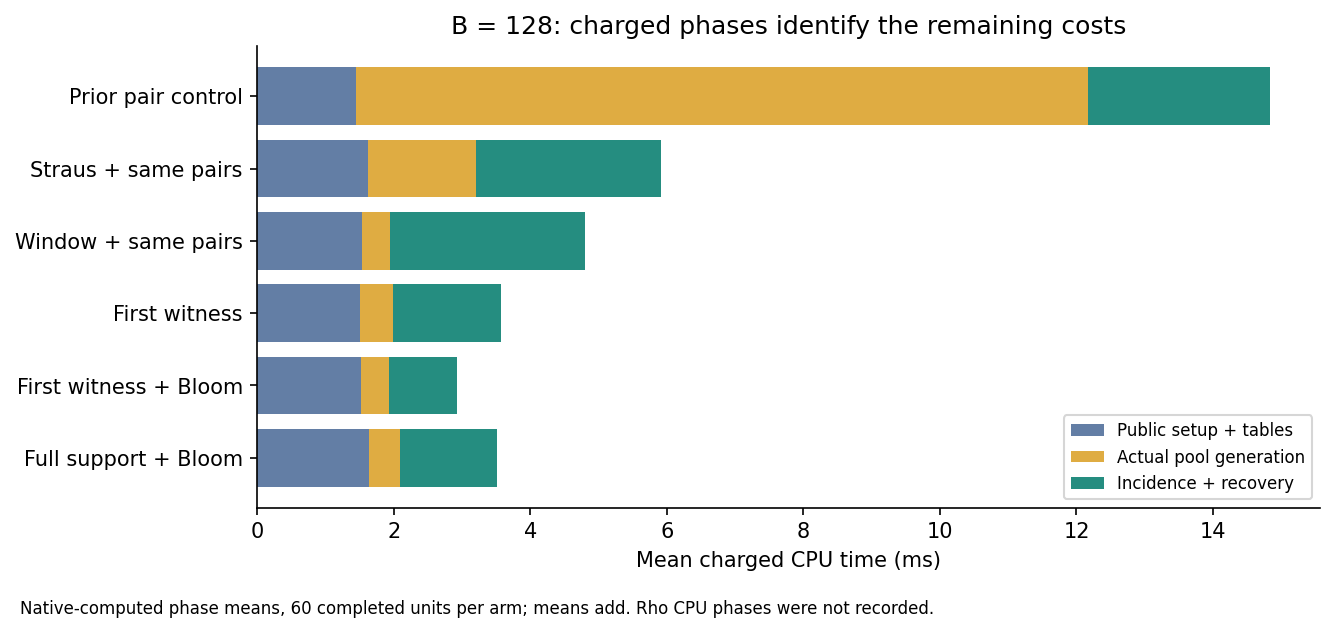 B = 128: charged phases identify the remaining costs
Prior pair control
Straus + same pairs
Window + same pairs
First witness
First witness + Bloom
Full support + Bloom
Public setup + tables
Actual pool generation
Incidence + recovery
0 2 4 6 8 10 12 14
Mean charged CPU time (ms)
Native-computed phase means, 60 completed units per arm; means add. Rho CPU phases were not recorded.